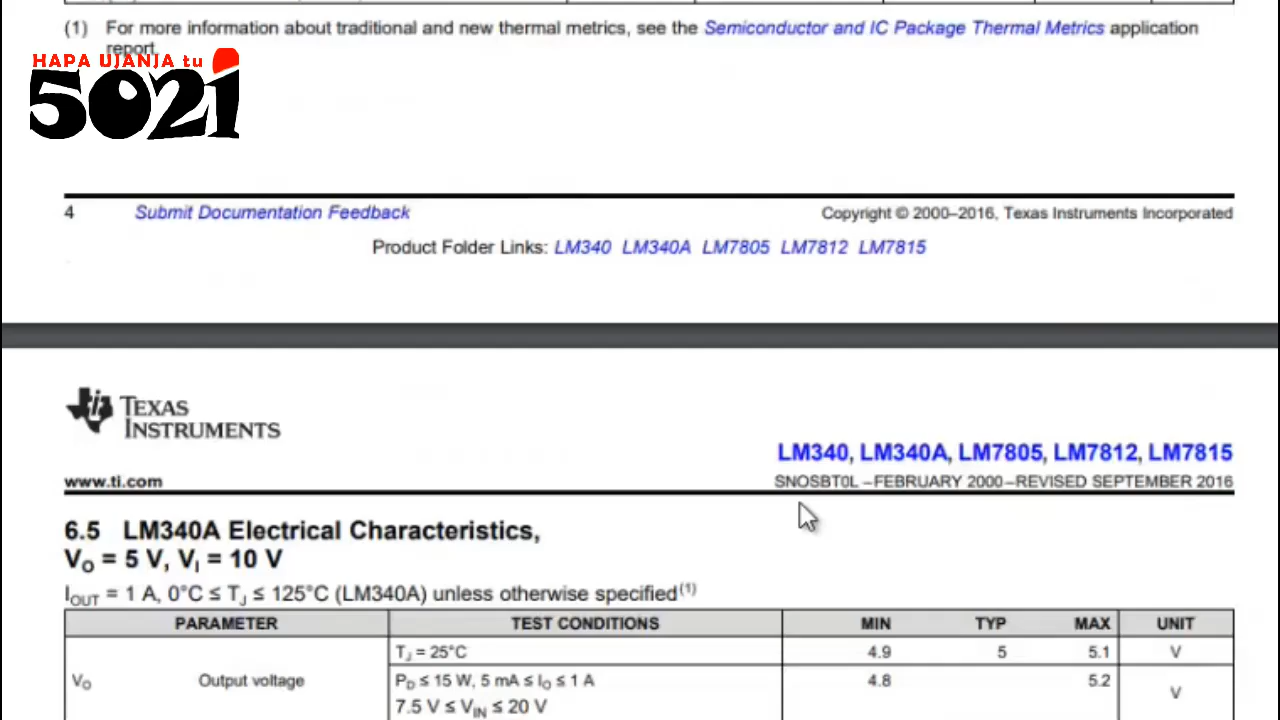 (1) For more information about traditional and new thermal metrics, see the Semiconductor and IC Package Thermal Metrics application
report.
HAPA UJANJA tu
5021
4 Submit Documentation Feedback Copyright © 2000–2016, Texas Instruments Incorporated
Product Folder Links: LM340 LM340A LM7805 LM7812 LM7815
TEXAS
INSTRUMENTS
LM340, LM340A, LM7805, LM7812, LM7815
www.ti.com SNOSBT0L –FEBRUARY 2000–REVISED SEPTEMBER 2016
6.5 LM340A Electrical Characteristics,
VO = 5 V, VI = 10 V
IOUT = 1 A, 0°C ≤ TJ ≤ 125°C (LM340A) unless otherwise specified(1)
PARAMETER TEST CONDITIONS MIN TYP MAX UNIT
TJ = 25°C 4.9 5 5.1 V
VO Output voltage PD ≤ 15 W, 5 mA ≤ IO ≤ 1 A 4.8 5.2 V
7.5 V ≤ VIN ≤ 20 V